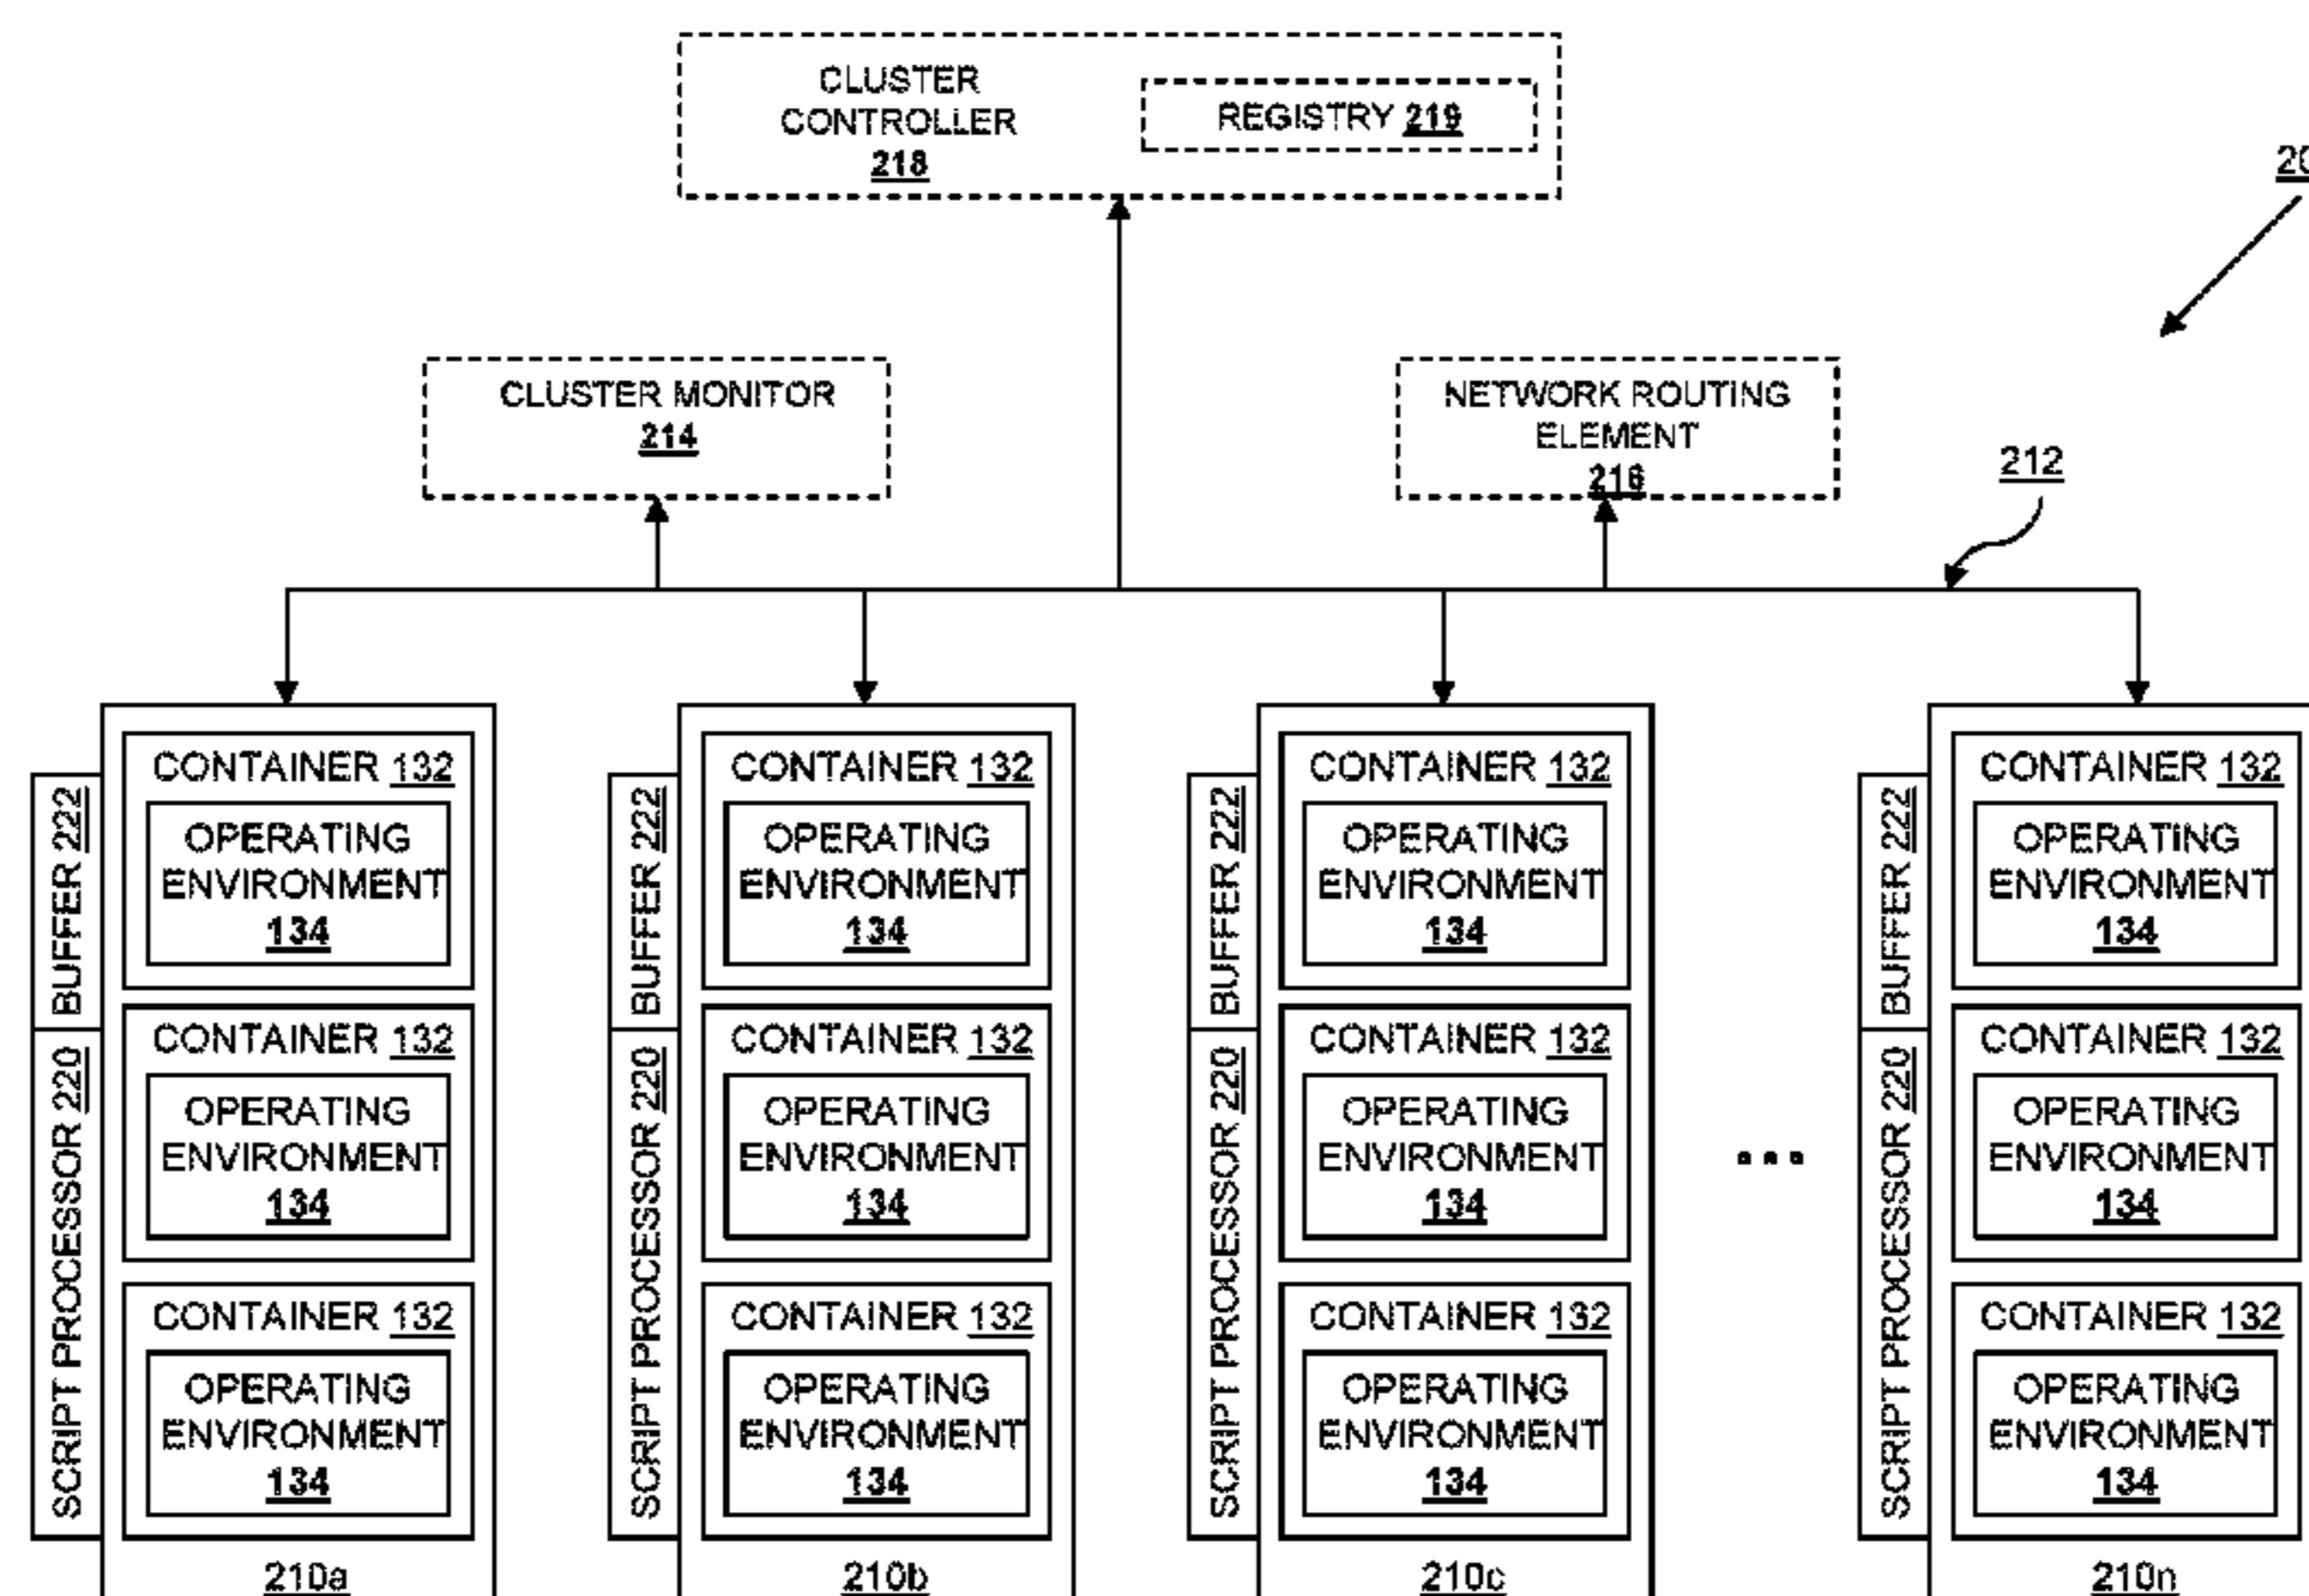 CLUSTER
CONTROLLER
218
REGISTRY 219
CLUSTER MONITOR
214
NETWORK ROUTING
ELEMENT
216
212
BUFFER 222
SCRIPT PROCESSOR 220
CONTAINER 132
OPERATING
ENVIRONMENT
134
CONTAINER 132
OPERATING
ENVIRONMENT
134
CONTAINER 132
OPERATING
ENVIRONMENT
134
210a
BUFFER 222
SCRIPT PROCESSOR 220
CONTAINER 132
OPERATING
ENVIRONMENT
134
CONTAINER 132
OPERATING
ENVIRONMENT
134
CONTAINER 132
OPERATING
ENVIRONMENT
134
210b
BUFFER 222
SCRIPT PROCESSOR 220
CONTAINER 132
OPERATING
ENVIRONMENT
134
CONTAINER 132
OPERATING
ENVIRONMENT
134
CONTAINER 132
OPERATING
ENVIRONMENT
134
210c
...
BUFFER 222
SCRIPT PROCESSOR 220
CONTAINER 132
OPERATING
ENVIRONMENT
134
CONTAINER 132
OPERATING
ENVIRONMENT
134
CONTAINER 132
OPERATING
ENVIRONMENT
134
210n